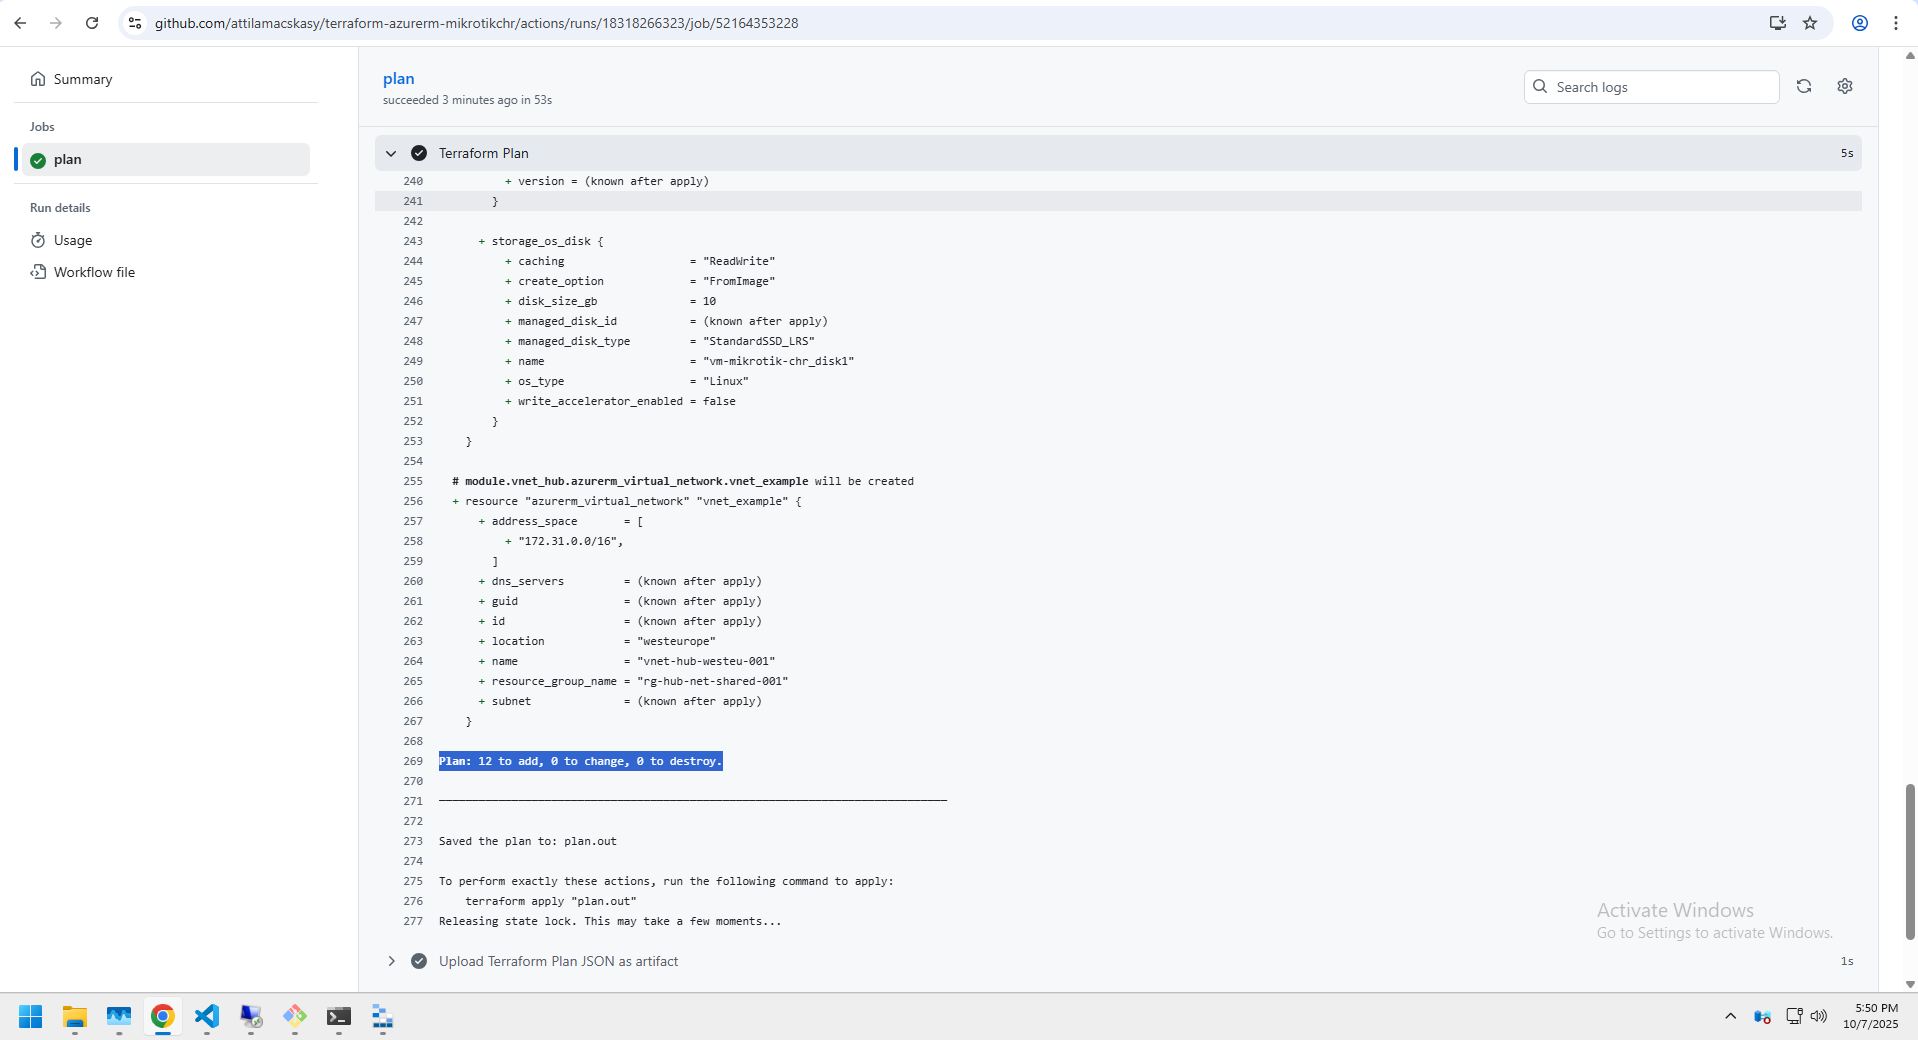 github.com/attilamacskasy/terraform-azurerm-mikrotikchr/actions/runs/18318266323/job/52164353228
Summary
Jobs
plan
Run details
Usage
Workflow file
plan
succeeded 3 minutes ago in 53s
Search logs
Terraform Plan 5s
240 + version = (known after apply)
241 }
242
243 + storage_os_disk {
244 + caching = "ReadWrite"
245 + create_option = "FromImage"
246 + disk_size_gb = 10
247 + managed_disk_id = (known after apply)
248 + managed_disk_type = "StandardSSD_LRS"
249 + name = "vm-mikrotik-chr_disk1"
250 + os_type = "Linux"
251 + write_accelerator_enabled = false
252 }
253 }
254
255 # module.vnet_hub.azurerm_virtual_network.vnet_example will be created
256 + resource "azurerm_virtual_network" "vnet_example" {
257 + address_space = [
258 + "172.31.0.0/16",
259 ]
260 + dns_servers = (known after apply)
261 + guid = (known after apply)
262 + id = (known after apply)
263 + location = "westeurope"
264 + name = "vnet-hub-westeu-001"
265 + resource_group_name = "rg-hub-net-shared-001"
266 + subnet = (known after apply)
267 }
268
269 Plan: 12 to add, 0 to change, 0 to destroy.
270
271 ─────────────────────────────────────────────────────────────────────────────
272
273 Saved the plan to: plan.out
274
275 To perform exactly these actions, run the following command to apply:
276 terraform apply "plan.out"
277 Releasing state lock. This may take a few moments...
Upload Terraform Plan JSON as artifact 1s
Activate Windows
Go to Settings to activate Windows.
5:50 PM
10/7/2025